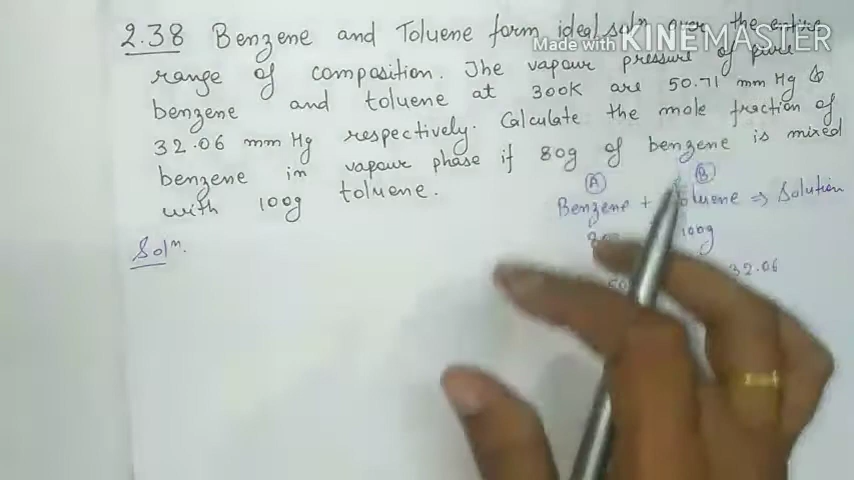 2.38 Benzene and Toluene form ideal solⁿ over the entire
Made with KINEMASTER
range of composition. The vapour pressure of pure
benzene and toluene at 300K are 50.71 mm Hg &
32.06 mm Hg respectively. Calculate the mole fraction of
benzene in vapour phase if 80g of benzene is mixed
with 100g toluene.
A B
Benzene + Toluene ⇒ Solution
100g
Solⁿ.
32.06